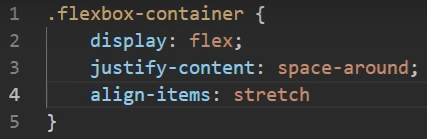 1 .flexbox-container {
2     display: flex;
3     justify-content: space-around;
4     align-items: stretch
5 }